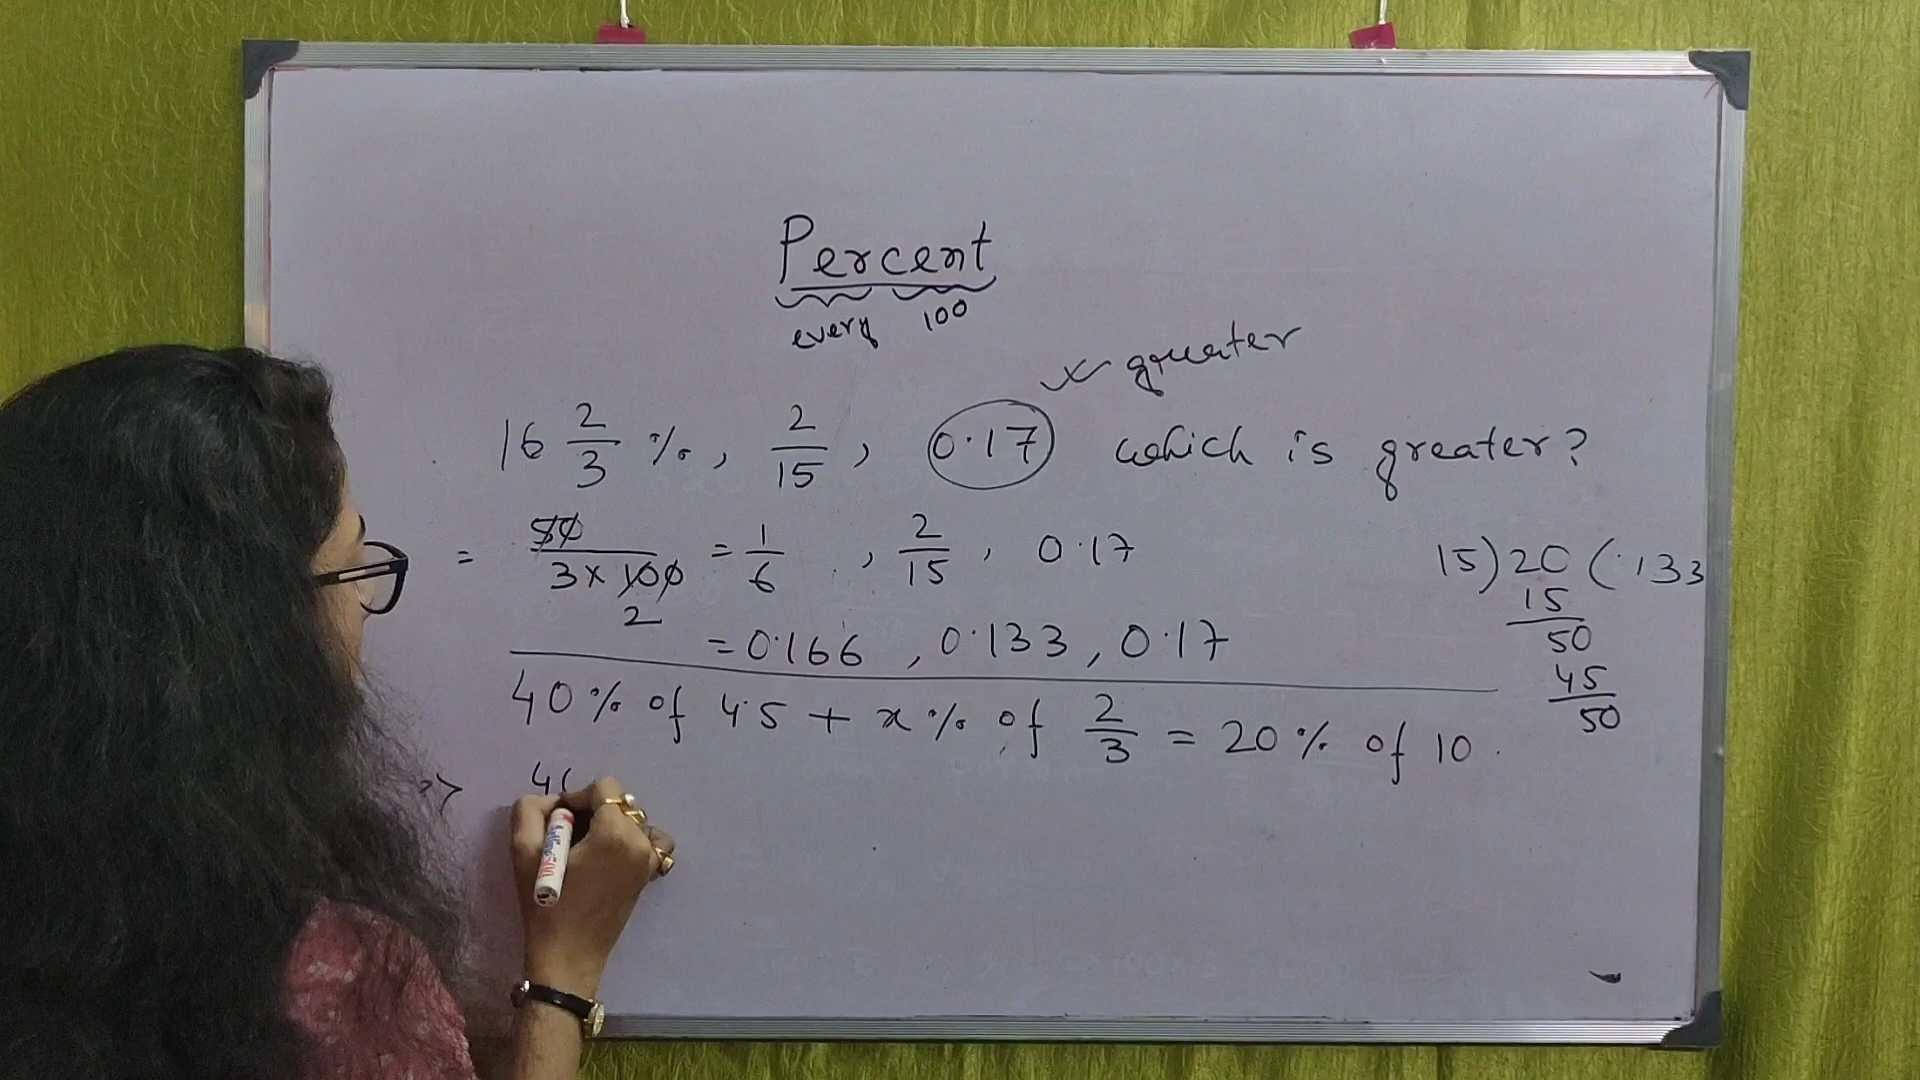 Percent
every 100
✓ greater
16 2/3 %, 2/15, 0.17 which is greater?
= 50/3×100 = 1/6, 2/15, 0.17
2
= 0.166, 0.133, 0.17
15)20(.133
15
50
45
50
40% of 45 + x% of 2/3 = 20% of 10.
=> 40